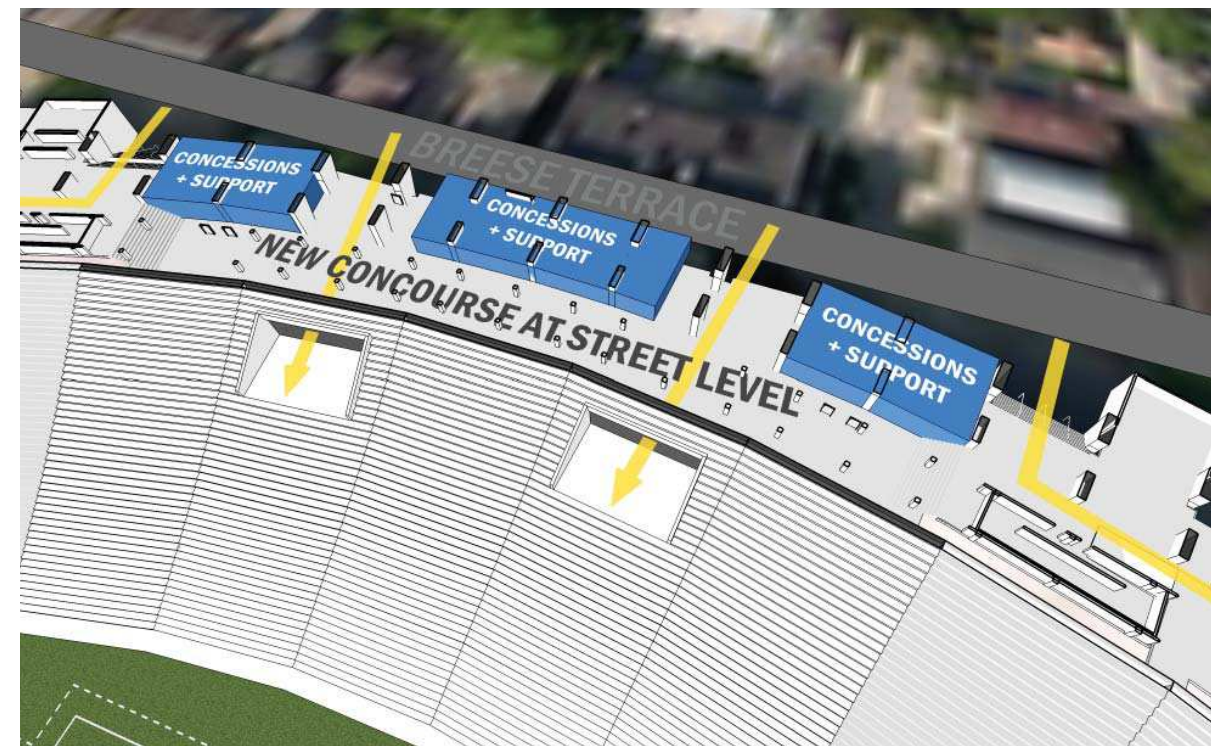 BREESE TERRACE
CONCESSIONS
+ SUPPORT
CONCESSIONS
+ SUPPORT
CONCESSIONS
+ SUPPORT
NEW CONCOURSE AT STREET LEVEL